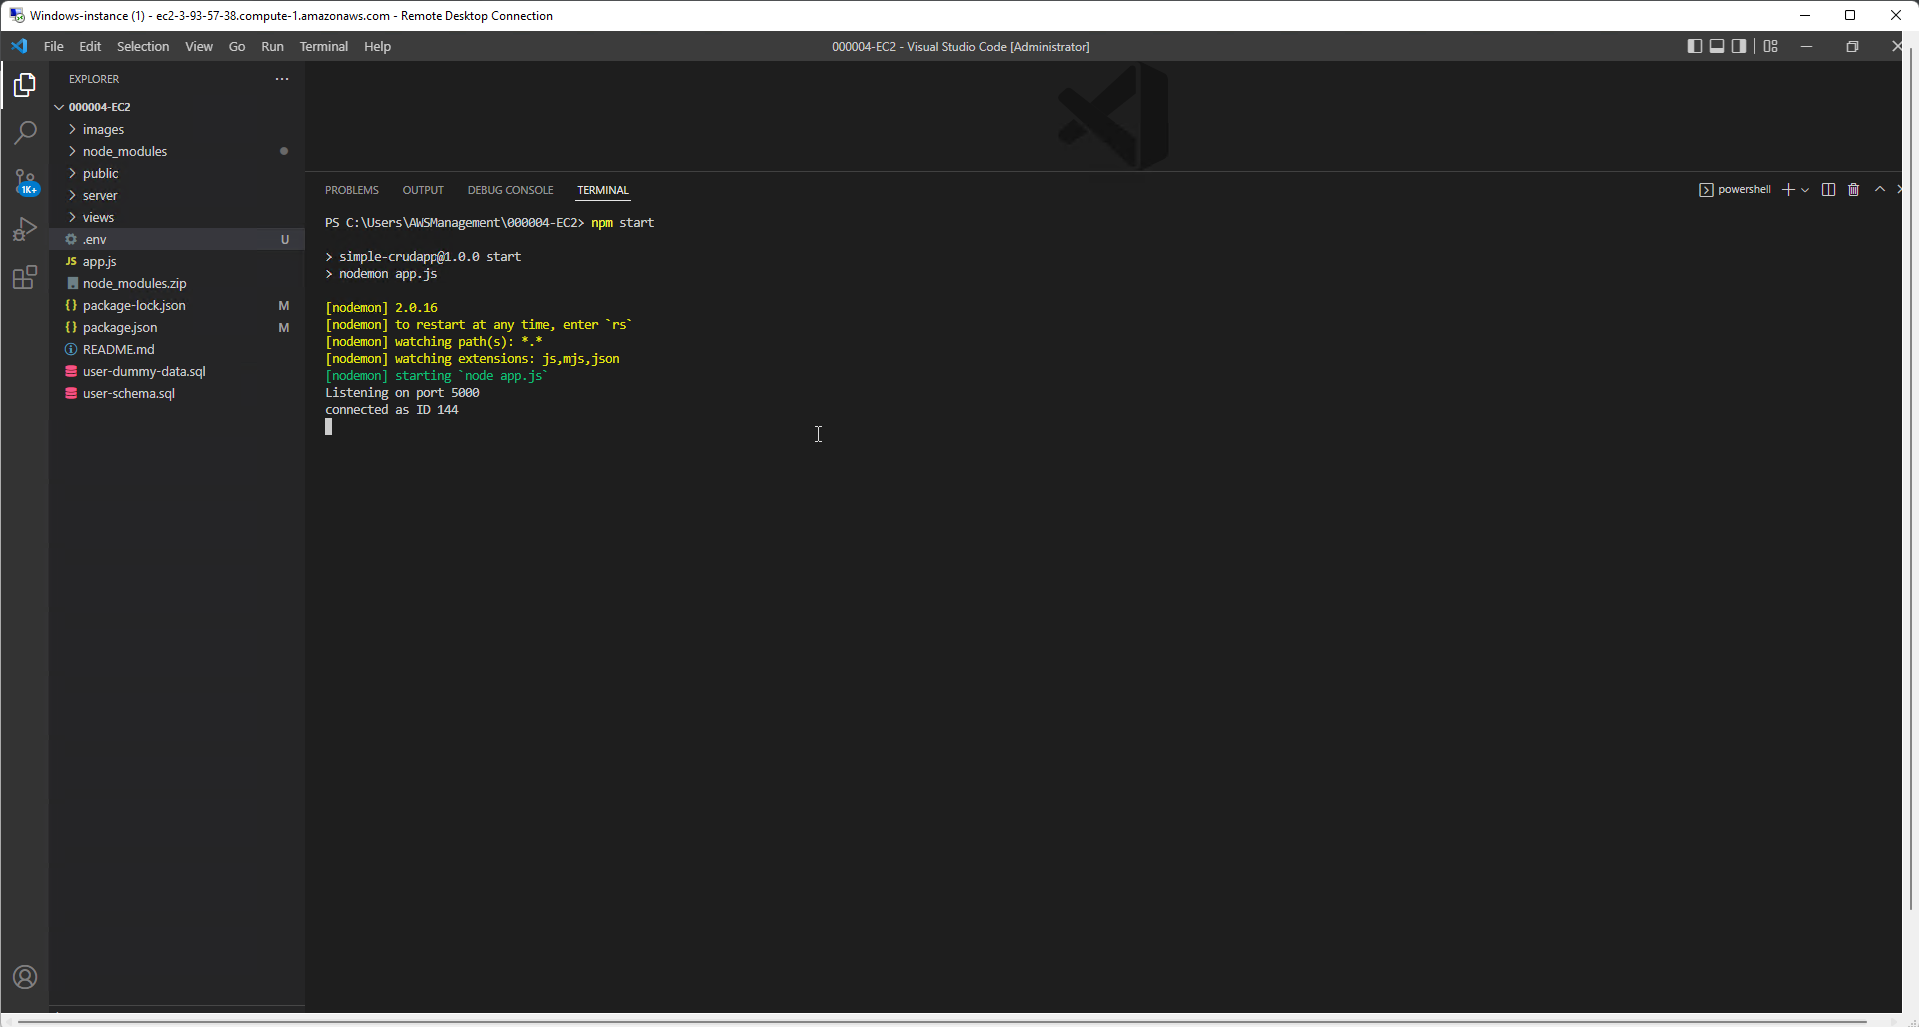 Windows-instance (1) - ec2-3-93-57-38.compute-1.amazonaws.com - Remote Desktop Connection
File Edit Selection View Go Run Terminal Help
000004-EC2 - Visual Studio Code [Administrator]
EXPLORER
000004-EC2
images
node_modules
public
server
views
.env U
app.js
node_modules.zip
package-lock.json M
package.json M
README.md
user-dummy-data.sql
user-schema.sql
1K+
JS
PROBLEMS OUTPUT DEBUG CONSOLE TERMINAL
powershell
PS C:\Users\AWSManagement\000004-EC2> npm start
> simple-crudapp@1.0.0 start
> nodemon app.js
[nodemon] 2.0.16
[nodemon] to restart at any time, enter `rs`
[nodemon] watching path(s): *.*
[nodemon] watching extensions: js,mjs,json
[nodemon] starting `node app.js`
Listening on port 5000
connected as ID 144